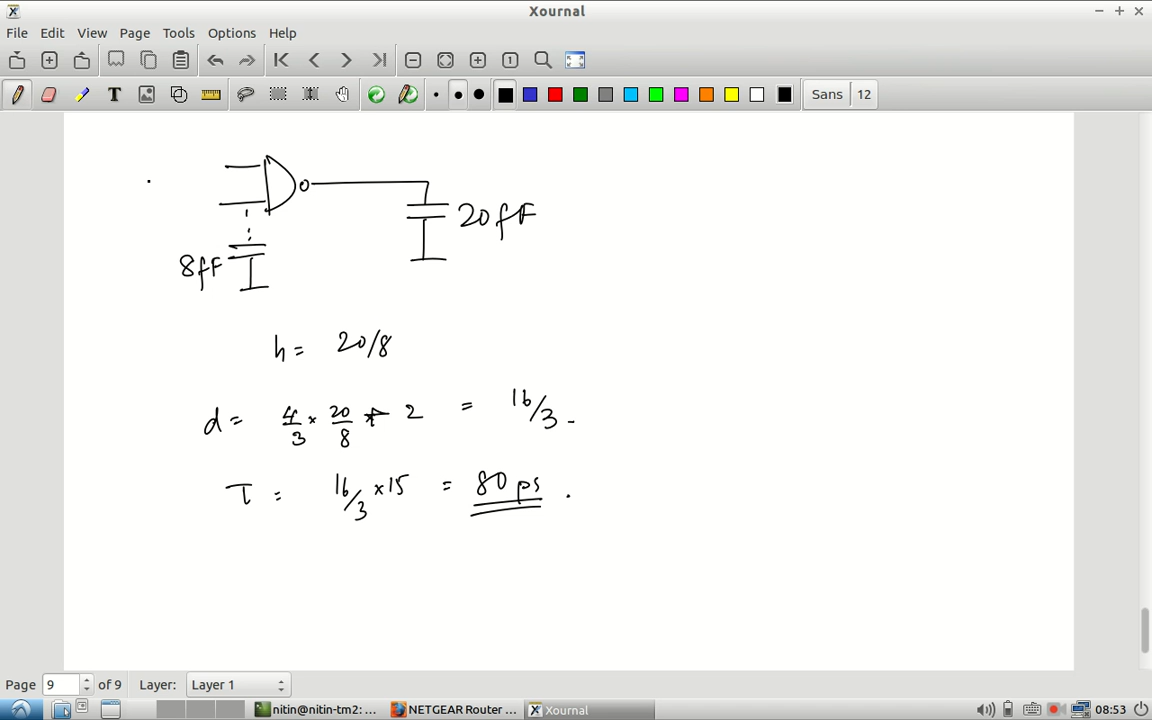 Xournal
File Edit View Page Tools Options Help
Sans 12
20fF
8fF
h = 20/8
d = 4/3 × 20/8 + 2 = 16/3
T = 16/3 × 15 = 80 ps
Page 9 of 9 Layer: Layer 1
nitin@nitin-tm2: ... NETGEAR Router ... Xournal 08:53